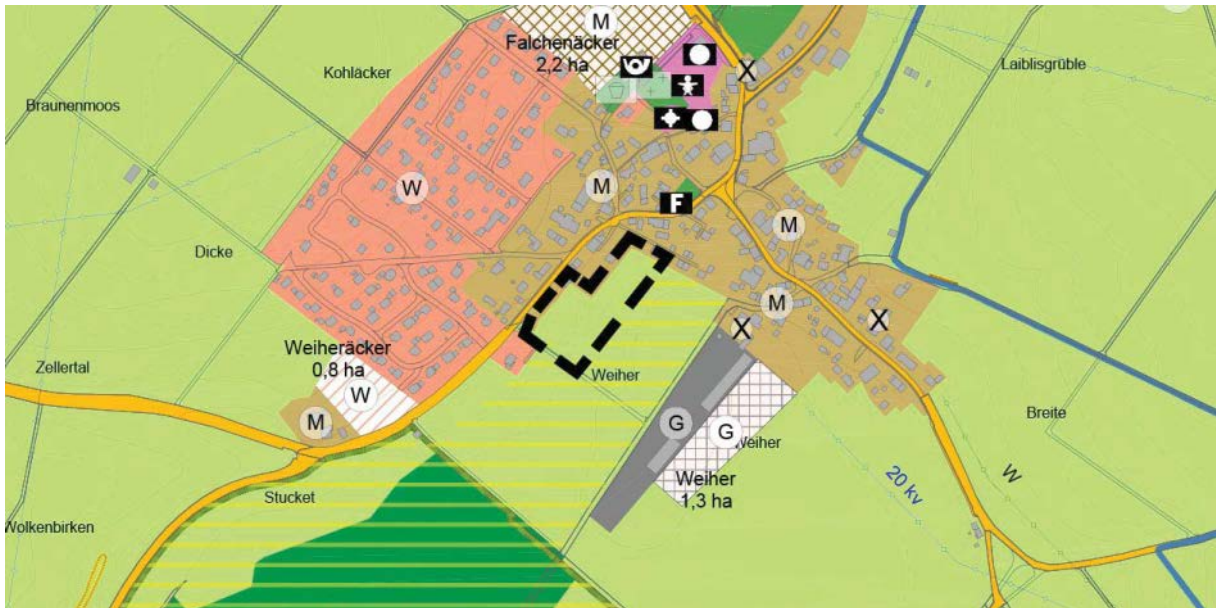 M
Falchenäcker
2,2 ha
Kohläcker
Laiblisgrüble
X
Braunenmoos
W
M
F
M
Dicke
M
X
X
Weiheräcker
0,8 ha
Zellertal
Weiher
W
Breite
M
G
G
Weiher
W
Weiher
1,3 ha
20 kv
Stucket
Wolkenbirken